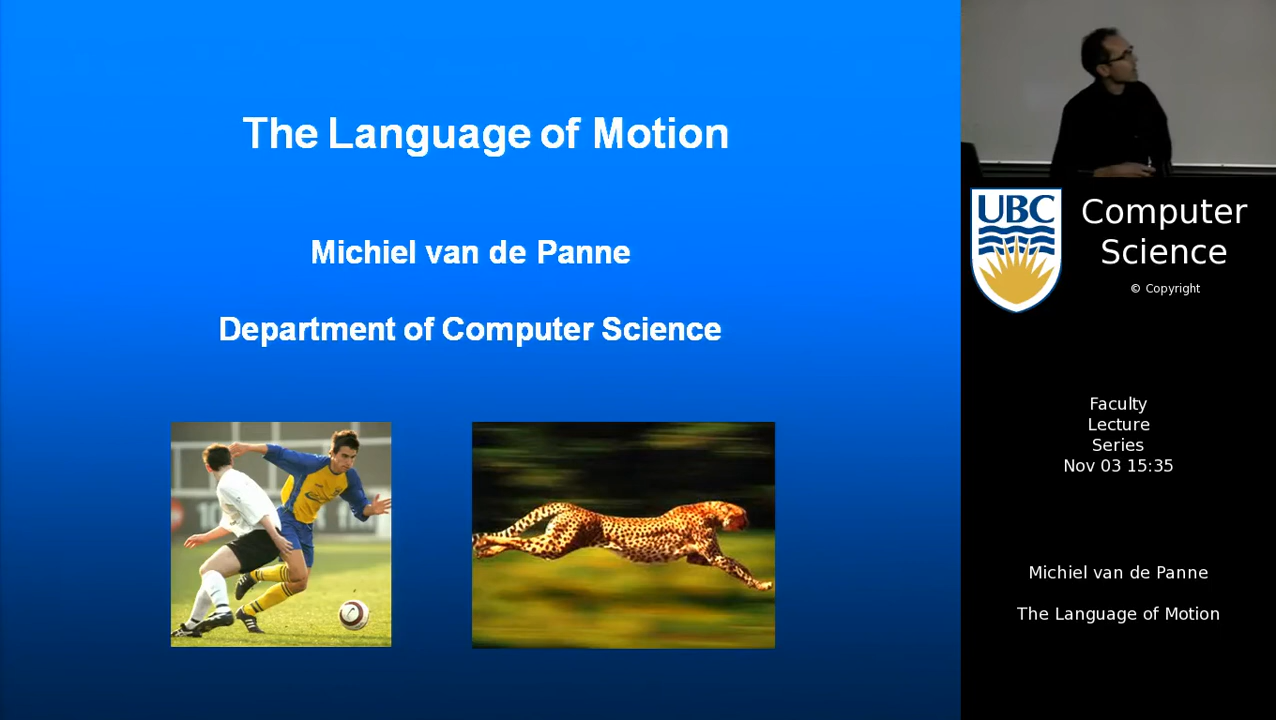 The Language of Motion
Michiel van de Panne
Department of Computer Science
UBC
Computer
Science
© Copyright
Faculty
Lecture
Series
Nov 03 15:35
Michiel van de Panne
The Language of Motion